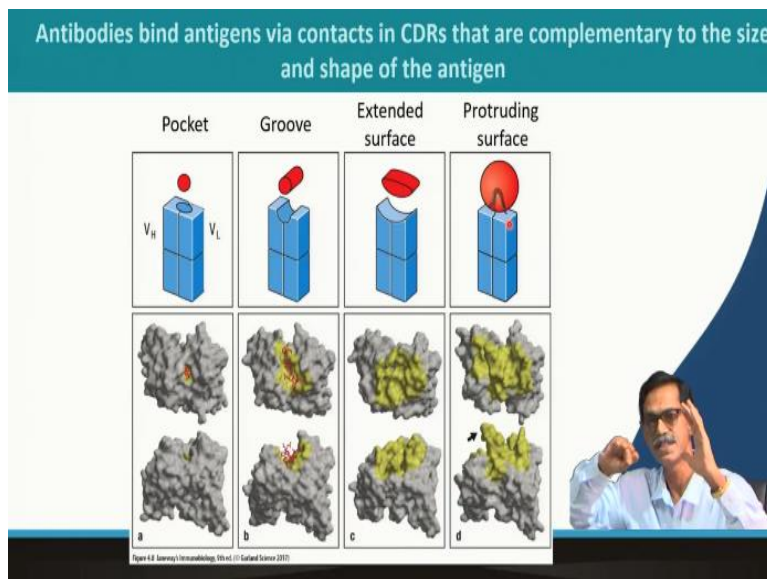 Antibodies bind antigens via contacts in CDRs that are complementary to the size
and shape of the antigen
Pocket
Groove
Extended
surface
Protruding
surface
VH
VL
a
b
c
d
Figure 4.8 Janeway's Immunobiology, 9th ed. (© Garland Science 2017)